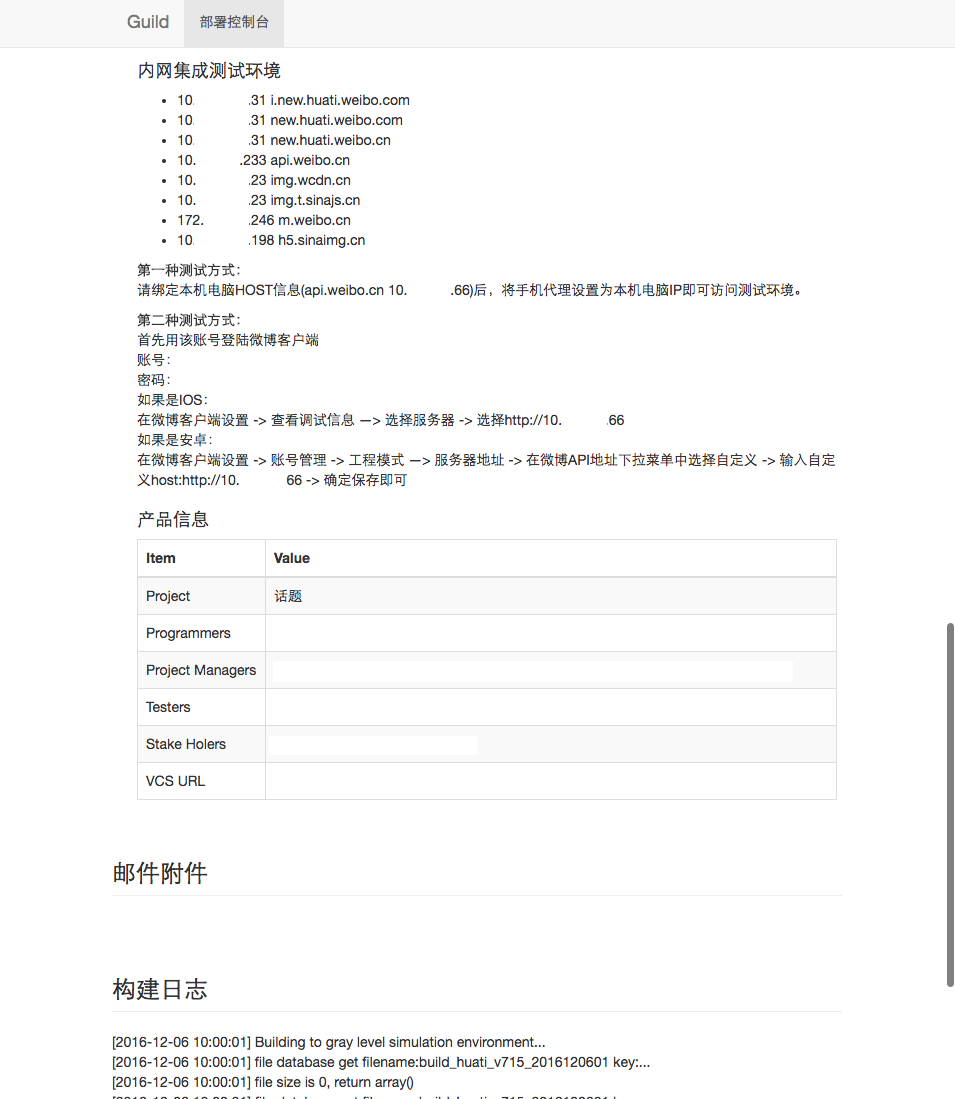 Guild 部署控制台
内网集成测试环境
10. .31 i.new.huati.weibo.com
10. .31 new.huati.weibo.com
10. .31 new.huati.weibo.cn
10. .233 api.weibo.cn
10. .23 img.wcdn.cn
10. .23 img.t.sinajs.cn
172. .246 m.weibo.cn
10. .198 h5.sinaimg.cn
第一种测试方式：
请绑定本机电脑HOST信息(api.weibo.cn 10. .66)后，将手机代理设置为本机电脑IP即可访问测试环境。
第二种测试方式：
首先用该账号登陆微博客户端
账号：
密码：
如果是IOS：
在微博客户端设置 -> 查看调试信息 —> 选择服务器 -> 选择http://10. .66
如果是安卓：
在微博客户端设置 -> 账号管理 -> 工程模式 —> 服务器地址 -> 在微博API地址下拉菜单中选择自定义 -> 输入自定
义host:http://10. 66 -> 确定保存即可
产品信息
Item Value
Project 话题
Programmers
Project Managers
Testers
Stake Holers
VCS URL
邮件附件
构建日志
[2016-12-06 10:00:01] Building to gray level simulation environment...
[2016-12-06 10:00:01] file database get filename:build_huati_v715_2016120601 key:...
[2016-12-06 10:00:01] file size is 0, return array()